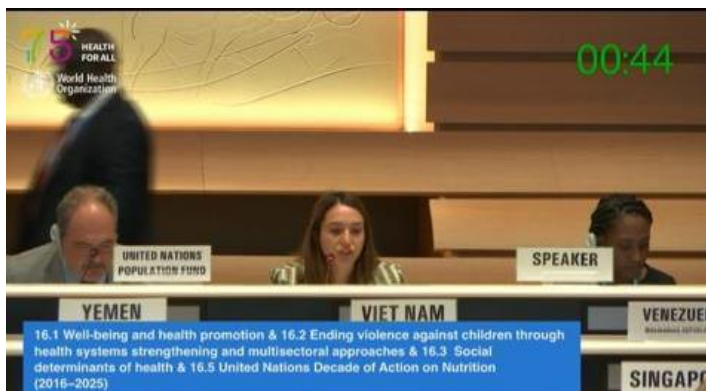 75
HEALTH
FOR ALL
World Health
Organization
00:44
UNITED NATIONS
POPULATION FUND
SPEAKER
YEMEN
VIET NAM
VENEZUE
16.1 Well-being and health promotion & 16.2 Ending violence against children through
health systems strengthening and multisectoral approaches & 16.3 Social
determinants of health & 16.5 United Nations Decade of Action on Nutrition
(2016–2025)
SINGAPO